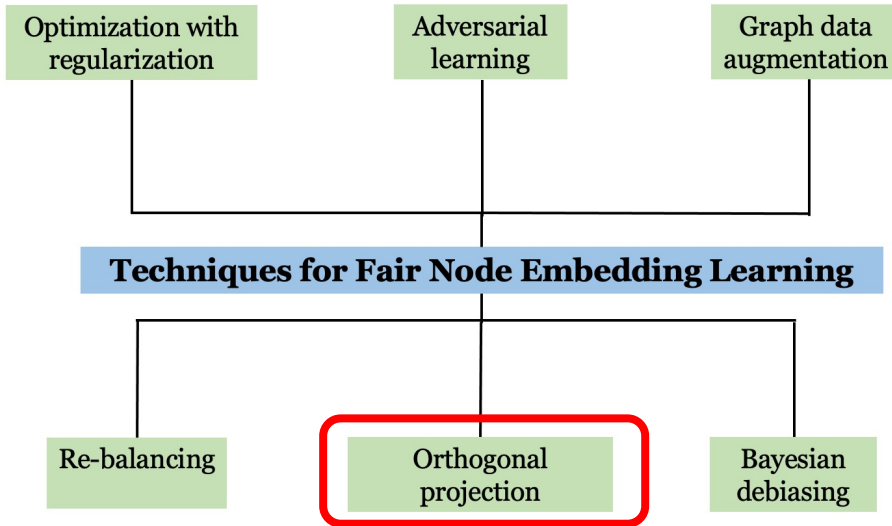 Optimization with
regularization
Adversarial
learning
Graph data
augmentation
Techniques for Fair Node Embedding Learning
Re-balancing
Orthogonal
projection
Bayesian
debiasing